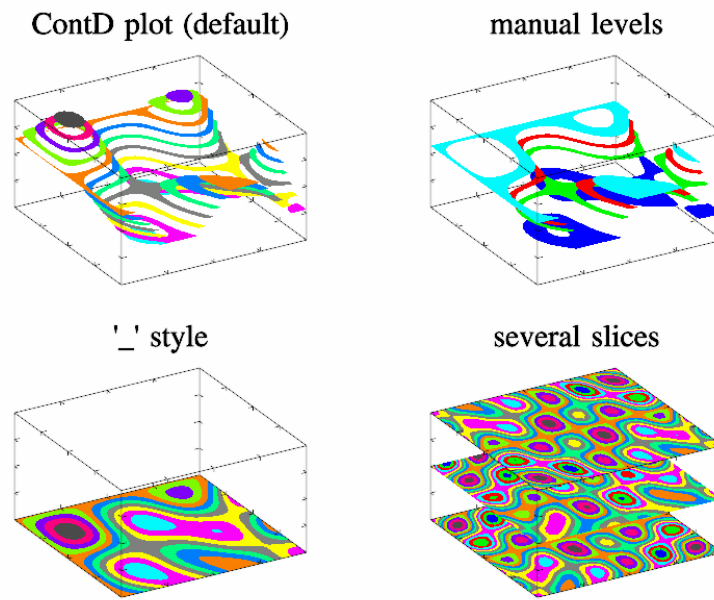 ContD plot (default)
manual levels
'_' style
several slices